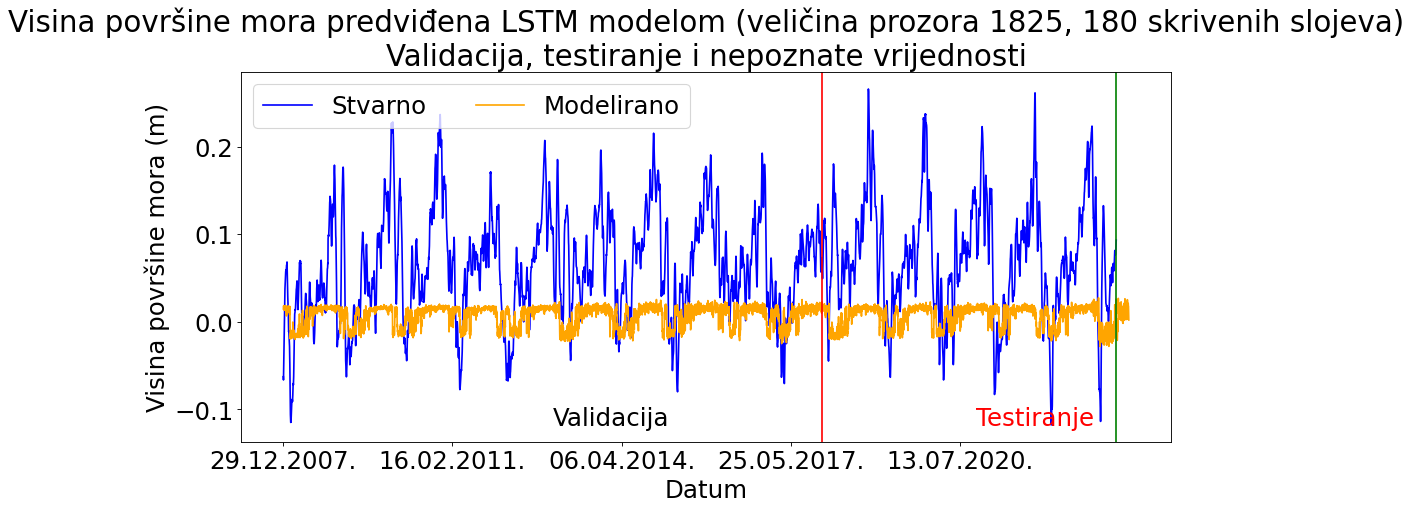 Visina površine mora predviđena LSTM modelom (veličina prozora 1825, 180 skrivenih slojeva)
Validacija, testiranje i nepoznate vrijednosti
Stvarno
Modelirano
Visina površine mora (m)
0.2
0.1
0.0
−0.1
Validacija
Testiranje
29.12.2007.
16.02.2011.
06.04.2014.
25.05.2017.
13.07.2020.
Datum